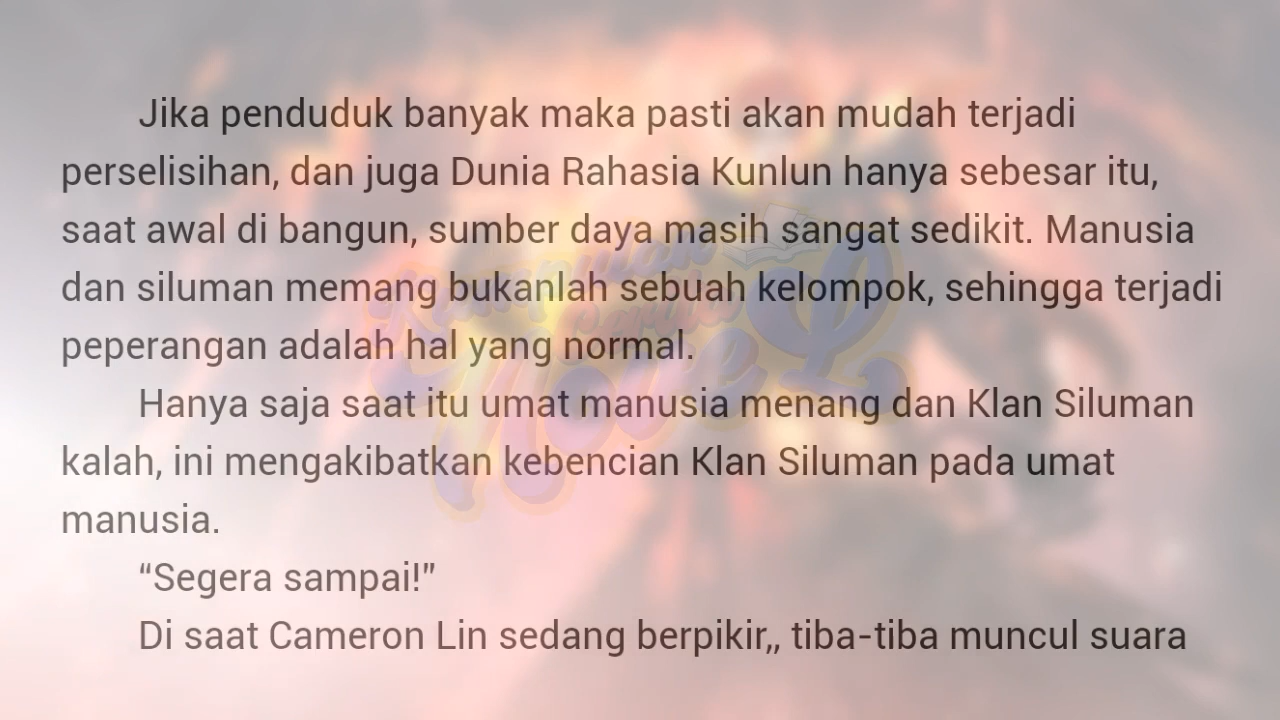 Jika penduduk banyak maka pasti akan mudah terjadi
perselisihan, dan juga Dunia Rahasia Kunlun hanya sebesar itu,
saat awal di bangun, sumber daya masih sangat sedikit. Manusia
dan siluman memang bukanlah sebuah kelompok, sehingga terjadi
peperangan adalah hal yang normal.
Hanya saja saat itu umat manusia menang dan Klan Siluman
kalah, ini mengakibatkan kebencian Klan Siluman pada umat
manusia.
“Segera sampai!”
Di saat Cameron Lin sedang berpikir,, tiba-tiba muncul suara